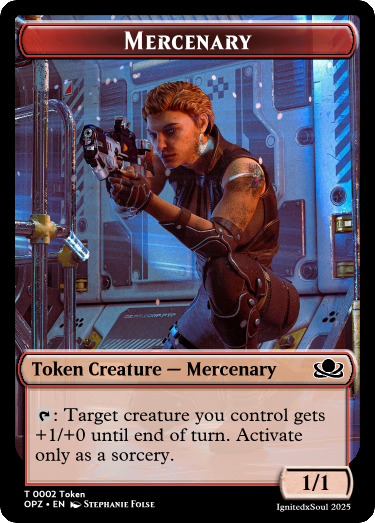 MERCENARY
Token Creature — Mercenary
: Target creature you control gets
+1/+0 until end of turn. Activate
only as a sorcery.
1/1
T 0002 Token
OPZ • EN STEPHANIE FOLSE
IgnitedxSoul 2025